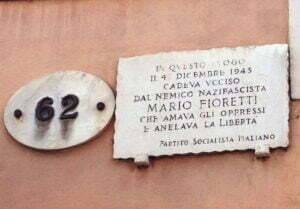 62
IN QUESTO LUOGO
IL 4 DICEMBRE 1943
CADEVA UCCISO
DAL NEMICO NAZIFASCISTA
MARIO FIORETTI
CHE AMAVA GLI OPPRESSI
E ANELAVA LA LIBERTÀ
PARTITO SOCIALISTA ITALIANO